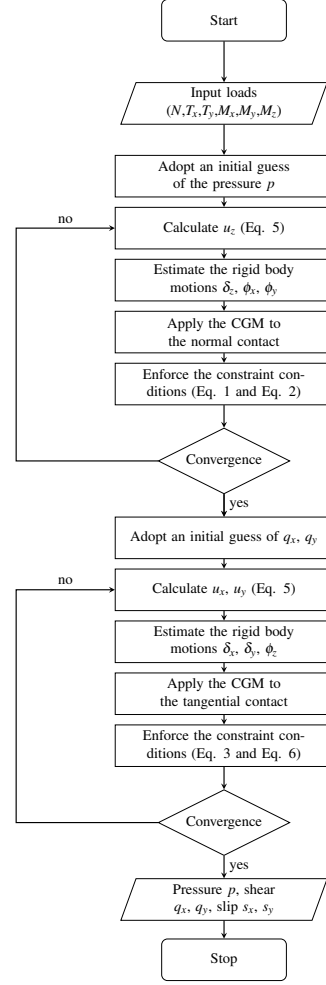 Start
Input loads
(N,Tx,Ty,Mx,My,Mz)
Adopt an initial guess
of the pressure p
no
Calculate uz (Eq. 5)
Estimate the rigid body
motions δz, ϕx, ϕy
Apply the CGM to
the normal contact
Enforce the constraint con-
ditions (Eq. 1 and Eq. 2)
Convergence
yes
Adopt an initial guess of qx, qy
no
Calculate ux, uy (Eq. 5)
Estimate the rigid body
motions δx, δy, ϕz
Apply the CGM to
the tangential contact
Enforce the constraint con-
ditions (Eq. 3 and Eq. 6)
Convergence
yes
Pressure p, shear
qx, qy, slip sx, sy
Stop